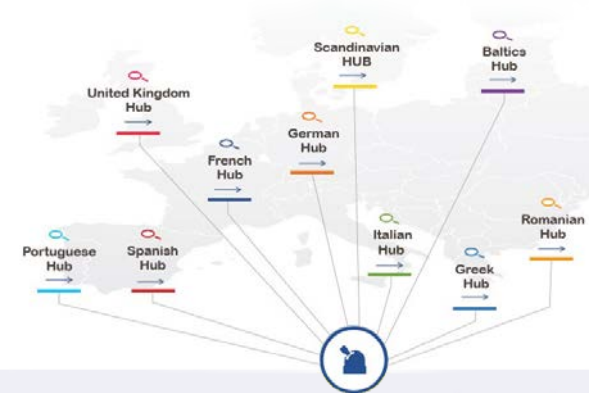 Scandinavian
HUB
Baltics
Hub
United Kingdom
Hub
German
Hub
French
Hub
Romanian
Hub
Italian
Hub
Portuguese
Hub
Spanish
Hub
Greek
Hub